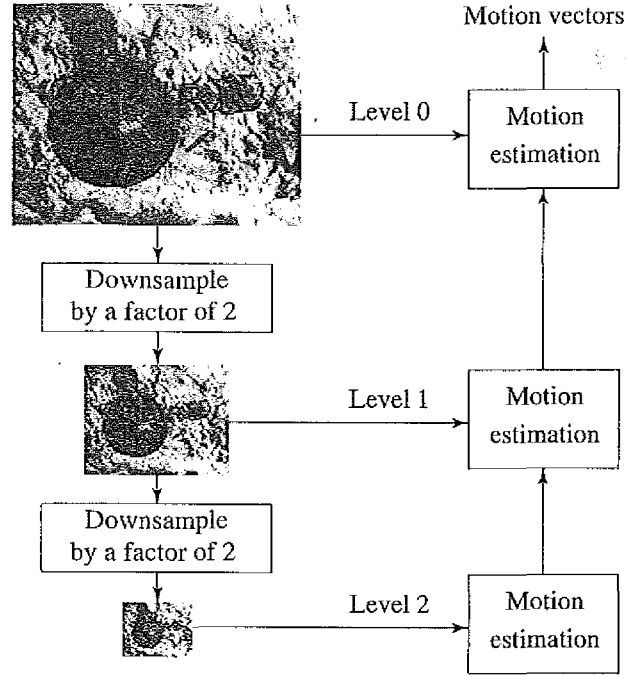 Motion vectors
Level 0
Motion
estimation
Downsample
by a factor of 2
Level 1
Motion
estimation
Downsample
by a factor of 2
Level 2
Motion
estimation